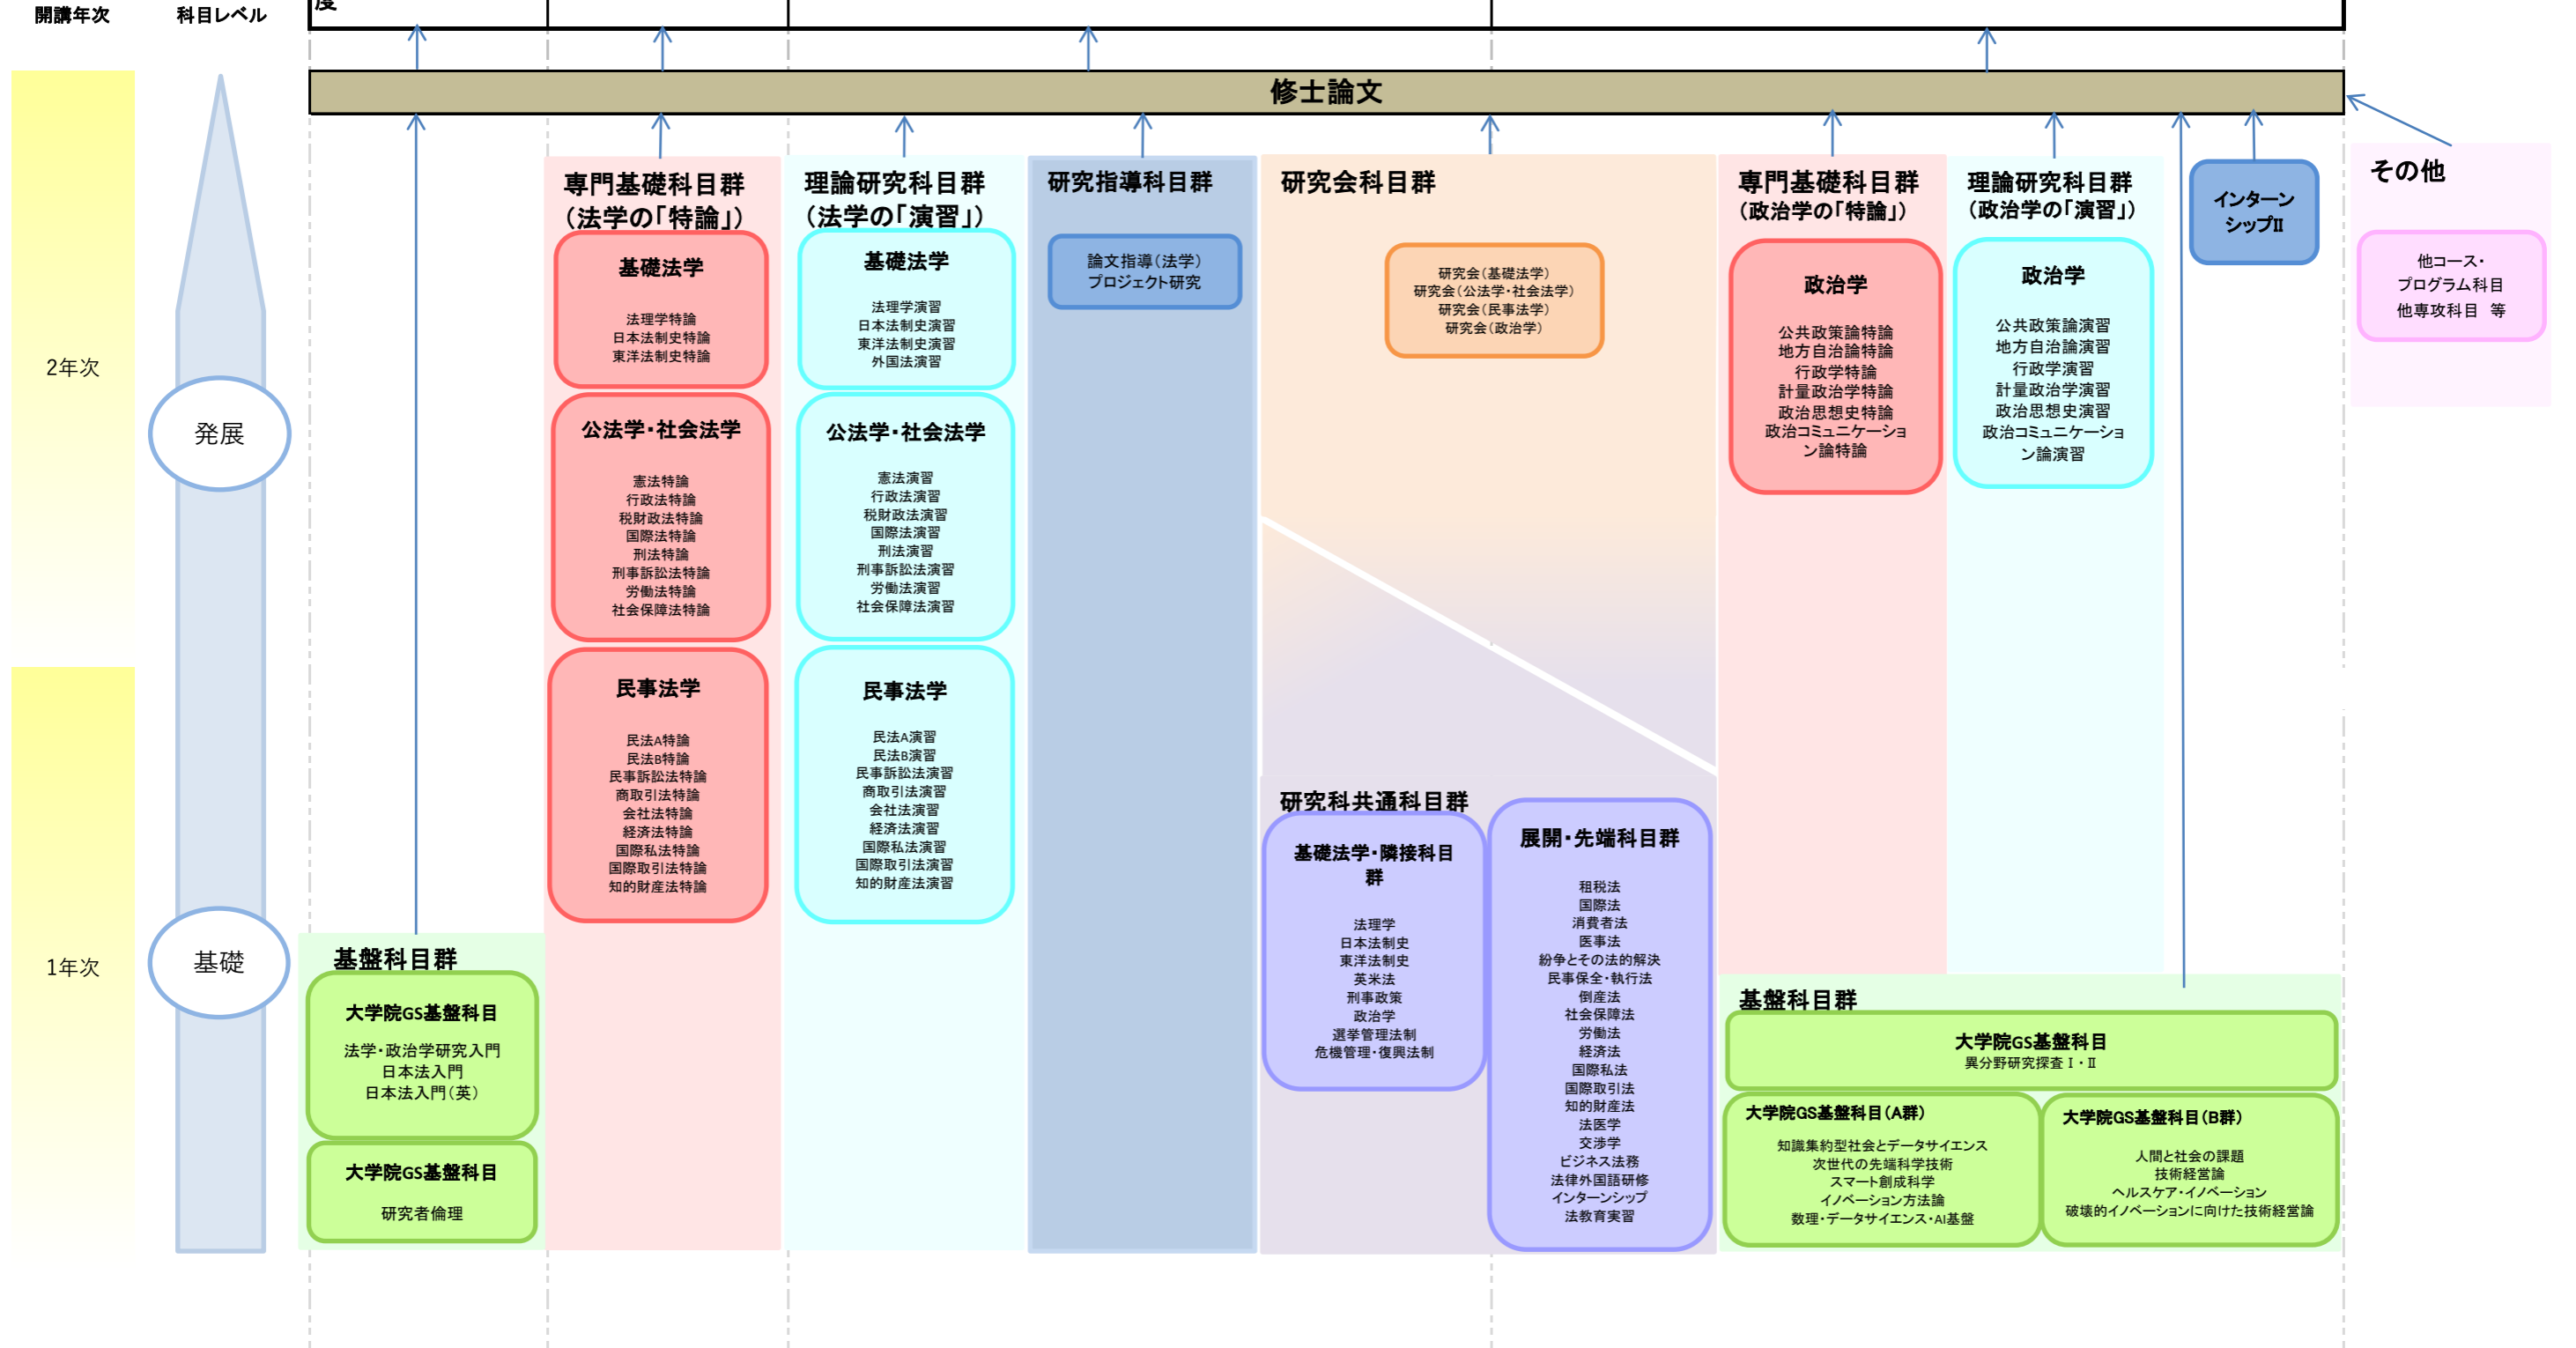 開講年次
科目レベル
度
修士論文
2年次
1年次
発展
基礎
基盤科目群
大学院GS基盤科目
法学・政治学研究入門
日本法入門
日本法入門（英）
大学院GS基盤科目
研究者倫理
専門基礎科目群
（法学の「特論」）
基礎法学
法理学特論
日本法制史特論
東洋法制史特論
公法学・社会法学
憲法特論
行政法特論
税財政法特論
国際法特論
刑法特論
刑事訴訟法特論
労働法特論
社会保障法特論
民事法学
民法A特論
民法B特論
民事訴訟法特論
商取引法特論
会社法特論
経済法特論
国際私法特論
国際取引法特論
知的財産法特論
理論研究科目群
（法学の「演習」）
基礎法学
法理学演習
日本法制史演習
東洋法制史演習
外国法演習
公法学・社会法学
憲法演習
行政法演習
税財政法演習
国際法演習
刑法演習
刑事訴訟法演習
労働法演習
社会保障法演習
民事法学
民法A演習
民法B演習
民事訴訟法演習
商取引法演習
会社法演習
経済法演習
国際私法演習
国際取引法演習
知的財産法演習
研究指導科目群
論文指導（法学）
プロジェクト研究
研究会科目群
研究会（基礎法学）
研究会（公法学・社会法学）
研究会（民事法学）
研究会（政治学）
研究科共通科目群
基礎法学・隣接科目
群
法理学
日本法制史
東洋法制史
英米法
刑事政策
政治学
選挙管理法制
危機管理・復興法制
展開・先端科目群
租税法
国際法
消費者法
医事法
紛争とその法的解決
民事保全・執行法
倒産法
社会保障法
労働法
経済法
国際私法
国際取引法
知的財産法
法医学
交渉学
ビジネス法務
法律外国語研修
インターンシップ
法教育実習
専門基礎科目群
（政治学の「特論」）
政治学
公共政策論特論
地方自治論特論
行政学特論
計量政治学特論
政治思想史特論
政治コミュニケーショ
ン論特論
理論研究科目群
（政治学の「演習」）
政治学
公共政策論演習
地方自治論演習
行政学演習
計量政治学演習
政治思想史演習
政治コミュニケーショ
ン論演習
インターン
シップⅡ
その他
他コース・
プログラム科目
他専攻科目 等
基盤科目群
大学院GS基盤科目
異分野研究探査Ⅰ・Ⅱ
大学院GS基盤科目（A群）
知識集約型社会とデータサイエンス
次世代の先端科学技術
スマート創成科学
イノベーション方法論
数理・データサイエンス・AI基盤
大学院GS基盤科目（B群）
人間と社会の課題
技術経営論
ヘルスケア・イノベーション
破壊的イノベーションに向けた技術経営論